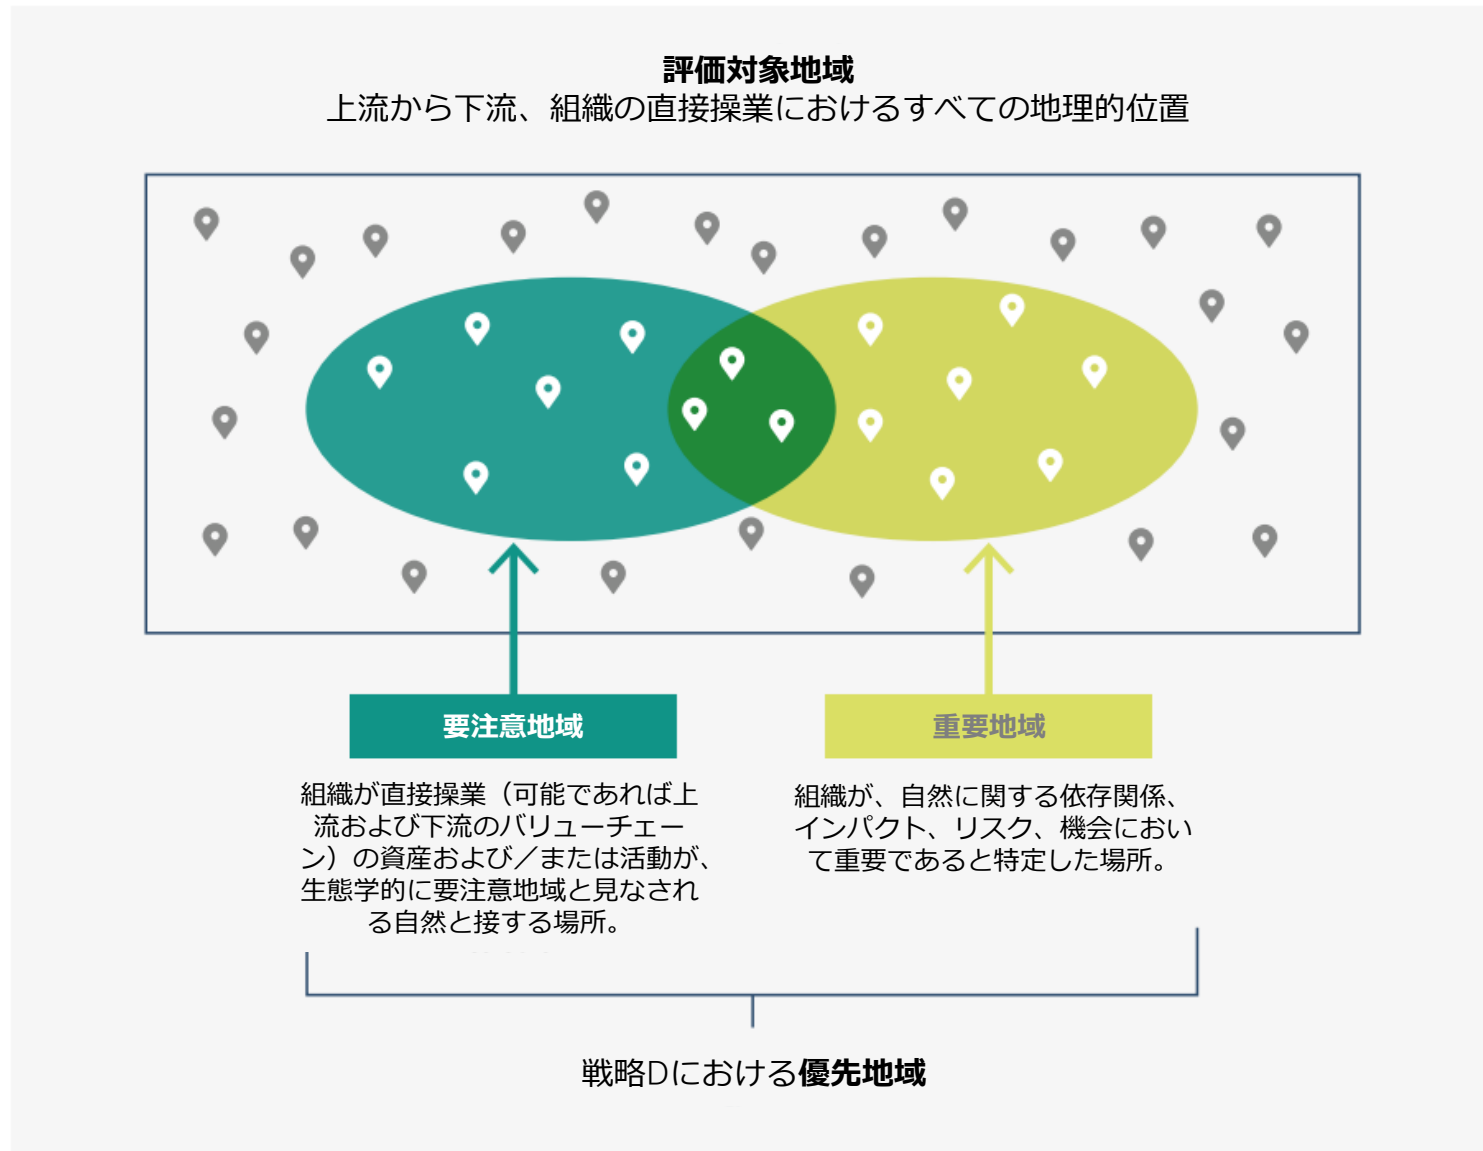 評価対象地域
上流から下流、組織の直接操業におけるすべての地理的位置
要注意地域
組織が直接操業（可能であれば上
流および下流のバリューチェー
ン）の資産および／または活動が、
生態学的に要注意地域と見なされ
る自然と接する場所。
重要地域
組織が、自然に関する依存関係、
インパクト、リスク、機会におい
て重要であると特定した場所。
戦略Dにおける優先地域